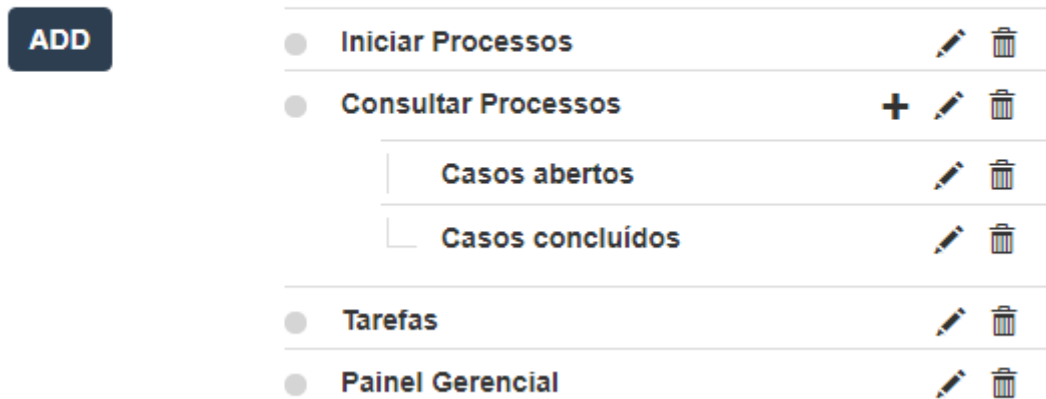 ADD
Iniciar Processos
Consultar Processos
Casos abertos
Casos concluídos
Tarefas
Painel Gerencial